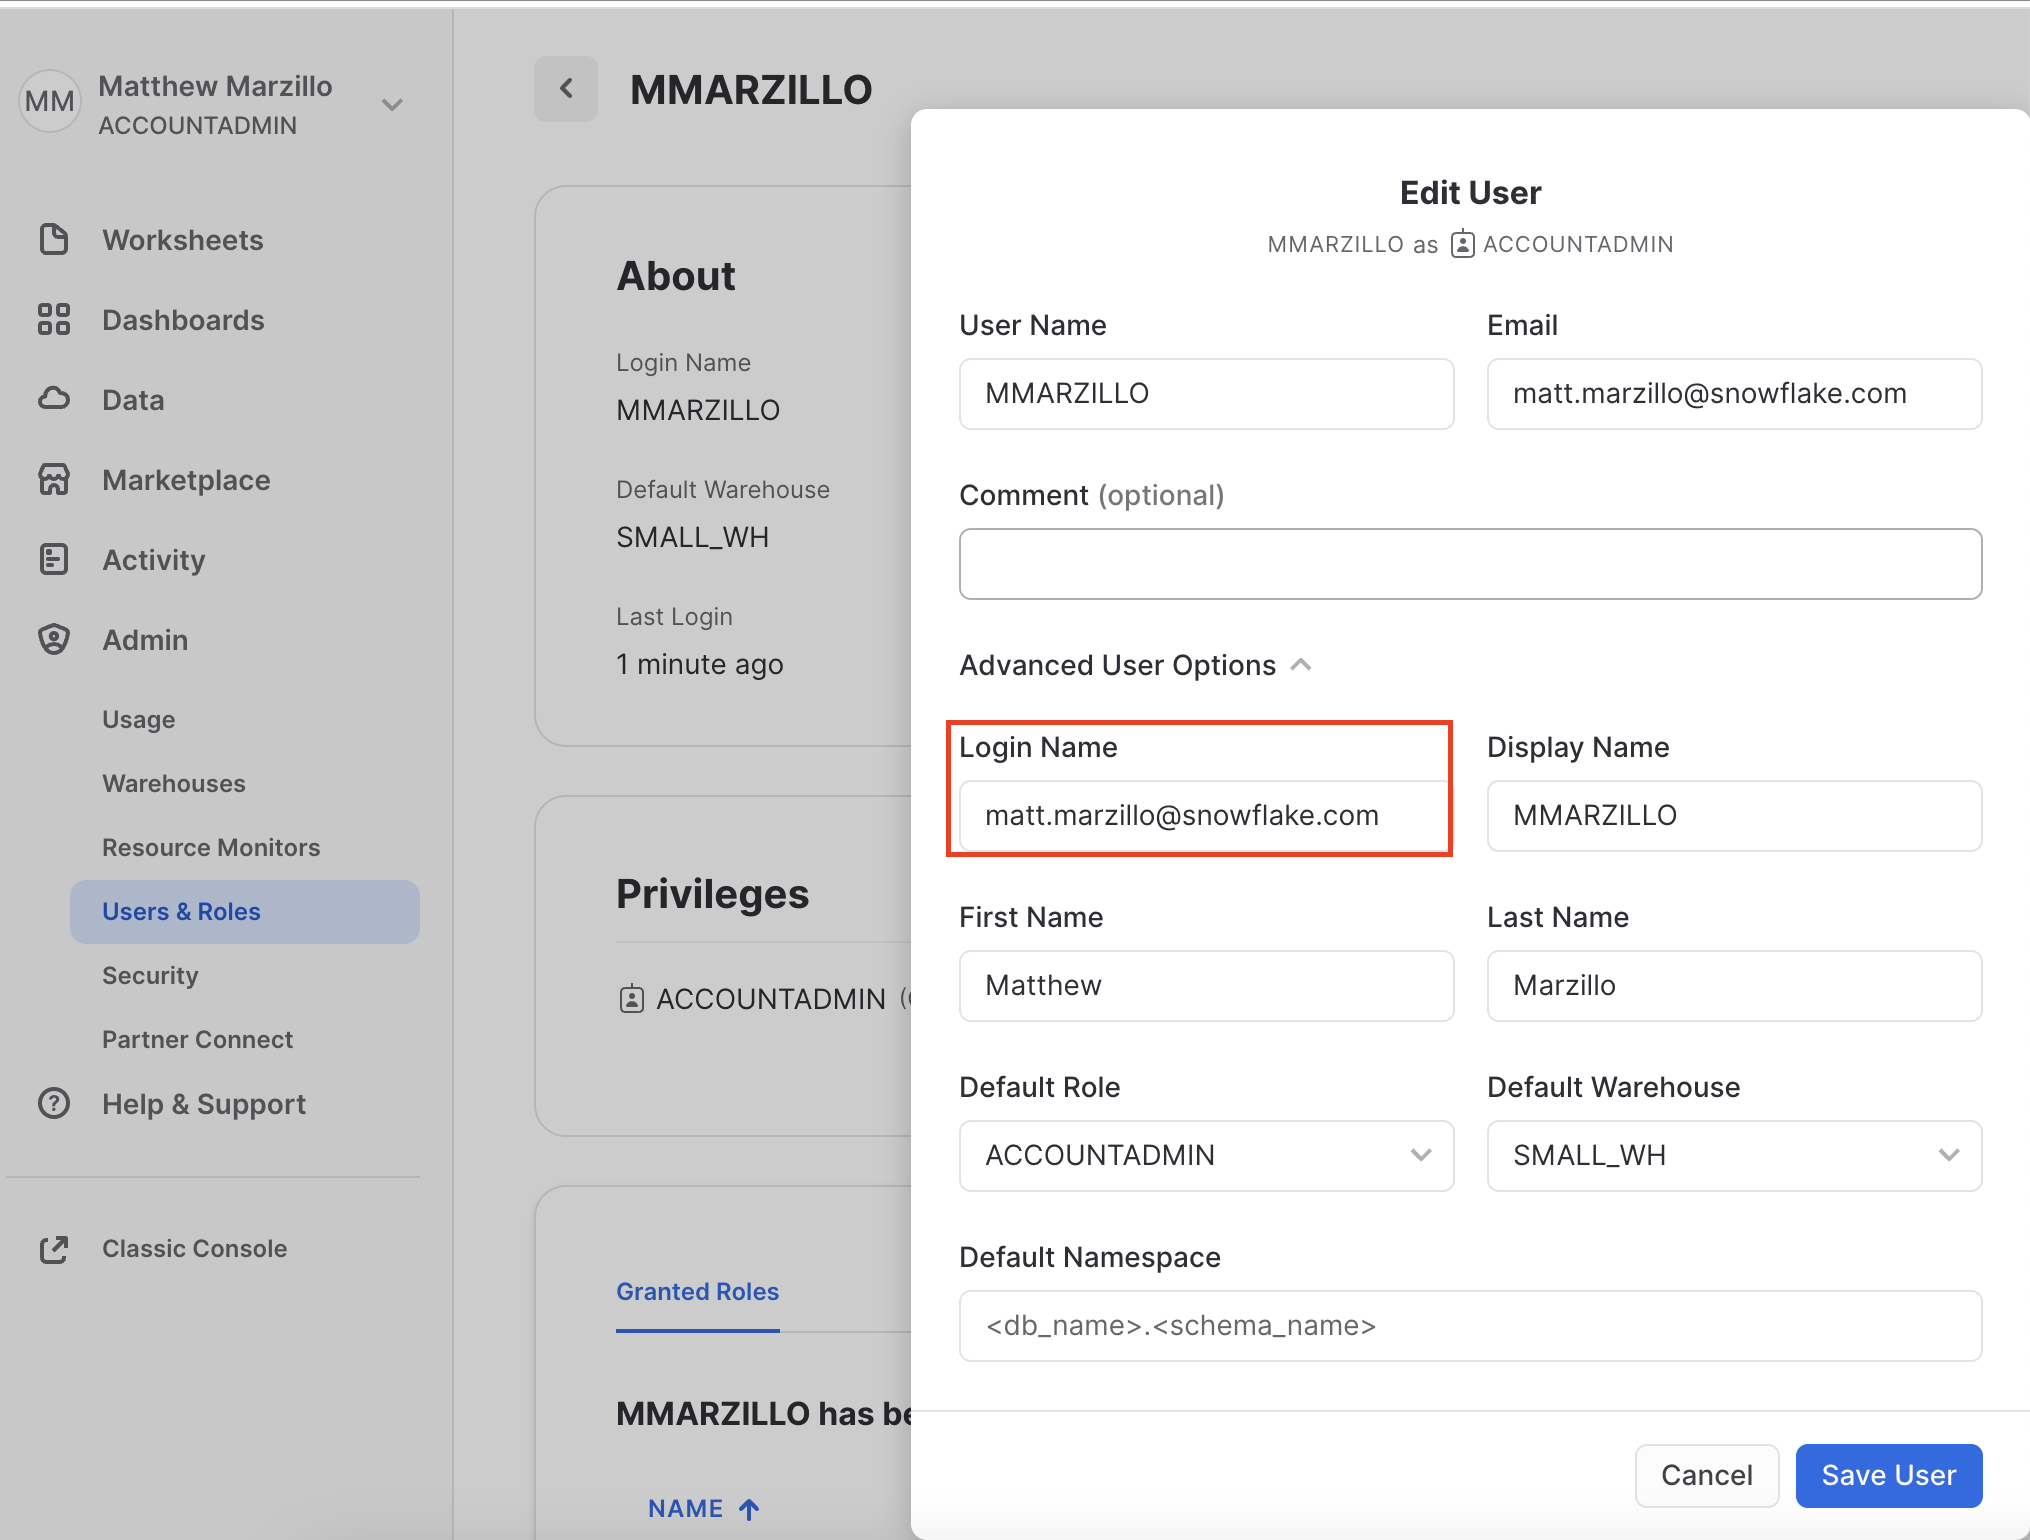 MM
Matthew Marzillo
ACCOUNTADMIN
Worksheets
Dashboards
Data
Marketplace
Activity
Admin
Usage
Warehouses
Resource Monitors
Users & Roles
Security
Partner Connect
Help & Support
Classic Console
MMARZILLO
About
Login Name
MMARZILLO
Default Warehouse
SMALL_WH
Last Login
1 minute ago
Privileges
ACCOUNTADMIN
Granted Roles
MMARZILLO has
NAME
Edit User
MMARZILLO as ACCOUNTADMIN
User Name
MMARZILLO
Email
matt.marzillo@snowflake.com
Comment (optional)
Advanced User Options
Login Name
matt.marzillo@snowflake.com
Display Name
MMARZILLO
First Name
Matthew
Last Name
Marzillo
Default Role
ACCOUNTADMIN
Default Warehouse
SMALL_WH
Default Namespace
<db_name>.<schema_name>
Cancel
Save User